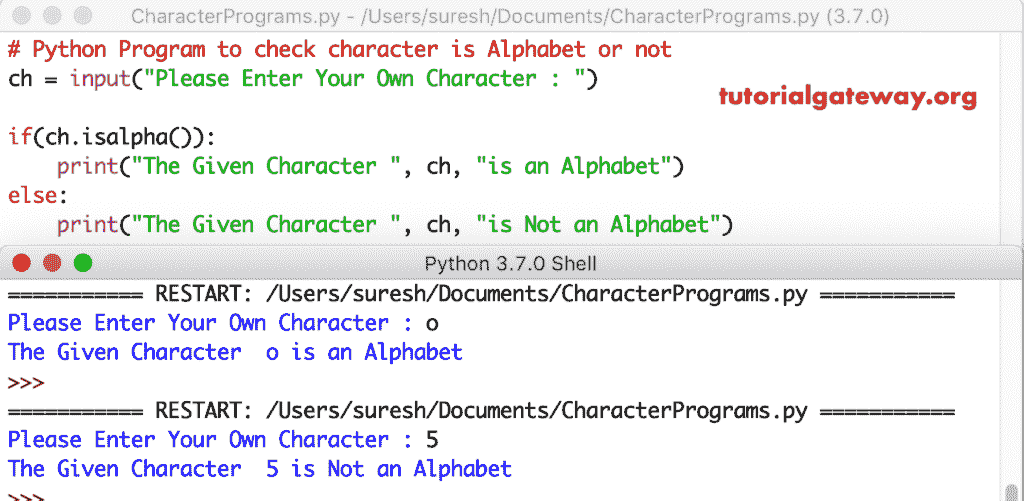 CharacterPrograms.py - /Users/suresh/Documents/CharacterPrograms.py (3.7.0)
# Python Program to check character is Alphabet or not
ch = input("Please Enter Your Own Character : ")
tutorialgateway.org
if(ch.isalpha()):
    print("The Given Character ", ch, "is an Alphabet")
else:
    print("The Given Character ", ch, "is Not an Alphabet")
Python 3.7.0 Shell
=========== RESTART: /Users/suresh/Documents/CharacterPrograms.py ===========
Please Enter Your Own Character : o
The Given Character  o is an Alphabet
>>>
=========== RESTART: /Users/suresh/Documents/CharacterPrograms.py ===========
Please Enter Your Own Character : 5
The Given Character  5 is Not an Alphabet
>>>